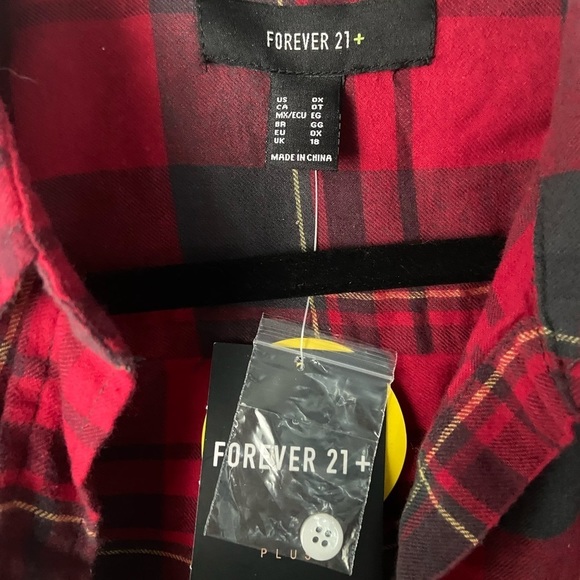 FOREVER 21+
US 0X
CA 0T
MX/ECU EG
BR GG
EU 0X
UK 18
MADE IN CHINA
FOREVER 21+
PLUS